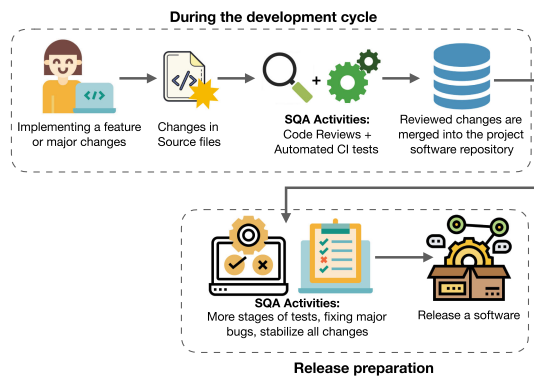 During the development cycle
</>
Implementing a feature
or major changes
Changes in
Source files
+
SQA Activities:
Code Reviews +
Automated CI tests
Reviewed changes are
merged into the project
software repository
SQA Activities:
More stages of tests, fixing major
bugs, stabilize all changes
Release a software
Release preparation